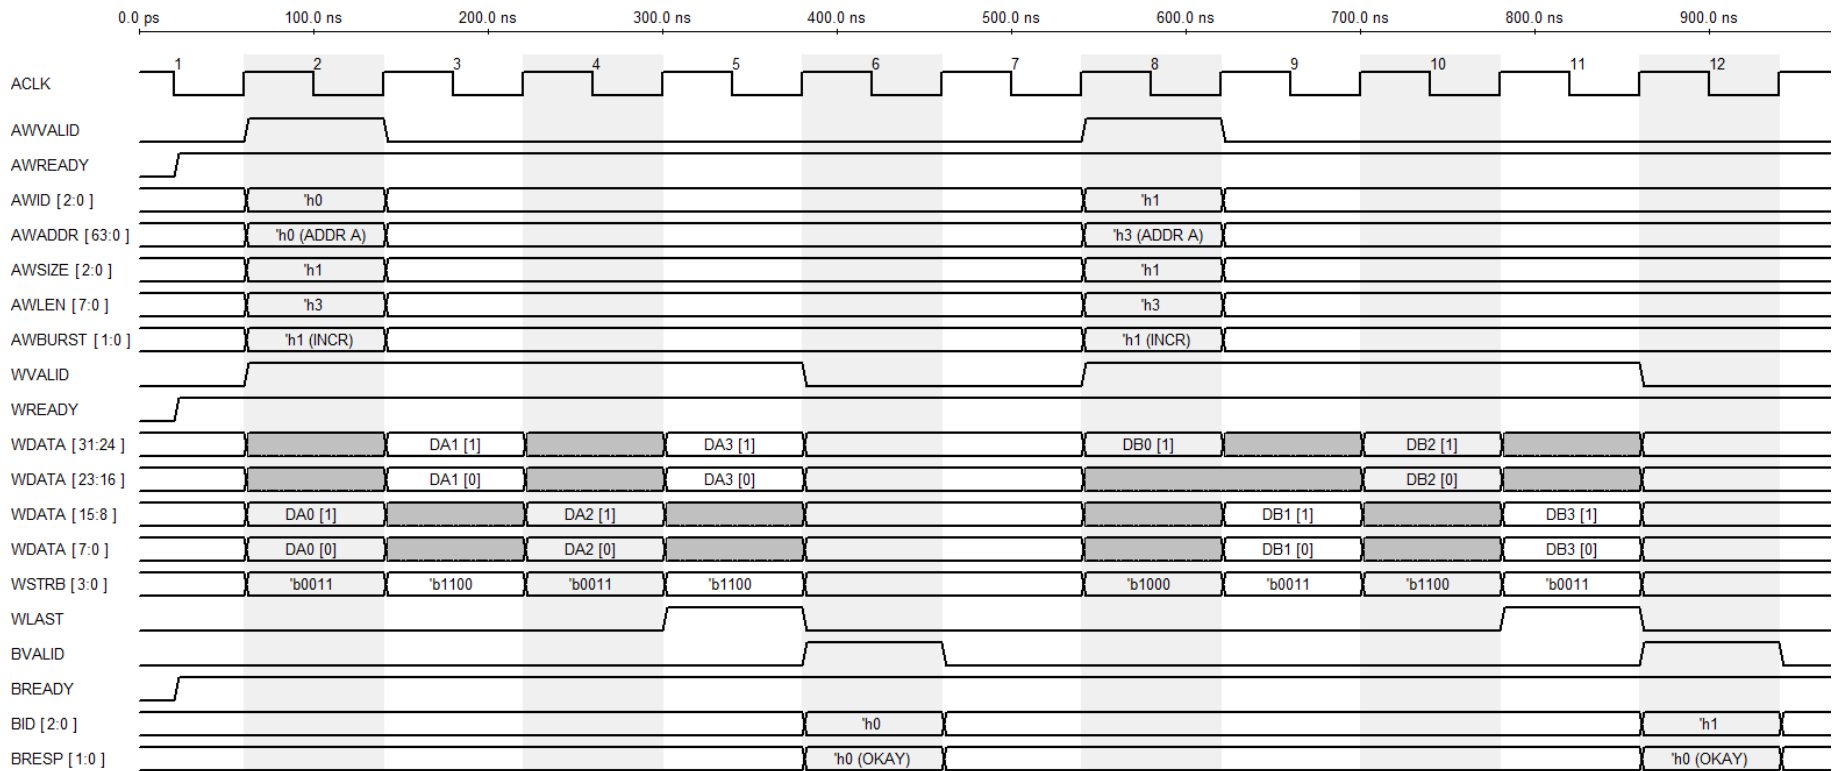 0.0 ps 100.0 ns 200.0 ns 300.0 ns 400.0 ns 500.0 ns 600.0 ns 700.0 ns 800.0 ns 900.0 ns
1 2 3 4 5 6 7 8 9 10 11 12
ACLK
AWVALID
AWREADY
AWID [2:0 ] 'h0 'h1
AWADDR [63:0 ] 'h0 (ADDR A) 'h3 (ADDR A)
AWSIZE [2:0 ] 'h1 'h1
AWLEN [7:0 ] 'h3 'h3
AWBURST [1:0 ] 'h1 (INCR) 'h1 (INCR)
WVALID
WREADY
WDATA [31:24 ] DA1 [1] DA3 [1] DB0 [1] DB2 [1]
WDATA [23:16 ] DA1 [0] DA3 [0] DB2 [0]
WDATA [15:8 ] DA0 [1] DA2 [1] DB1 [1] DB3 [1]
WDATA [7:0 ] DA0 [0] DA2 [0] DB1 [0] DB3 [0]
WSTRB [3:0 ] 'b0011 'b1100 'b0011 'b1100 'b1000 'b0011 'b1100 'b0011
WLAST
BVALID
BREADY
BID [2:0 ] 'h0 'h1
BRESP [1:0 ] 'h0 (OKAY) 'h0 (OKAY)